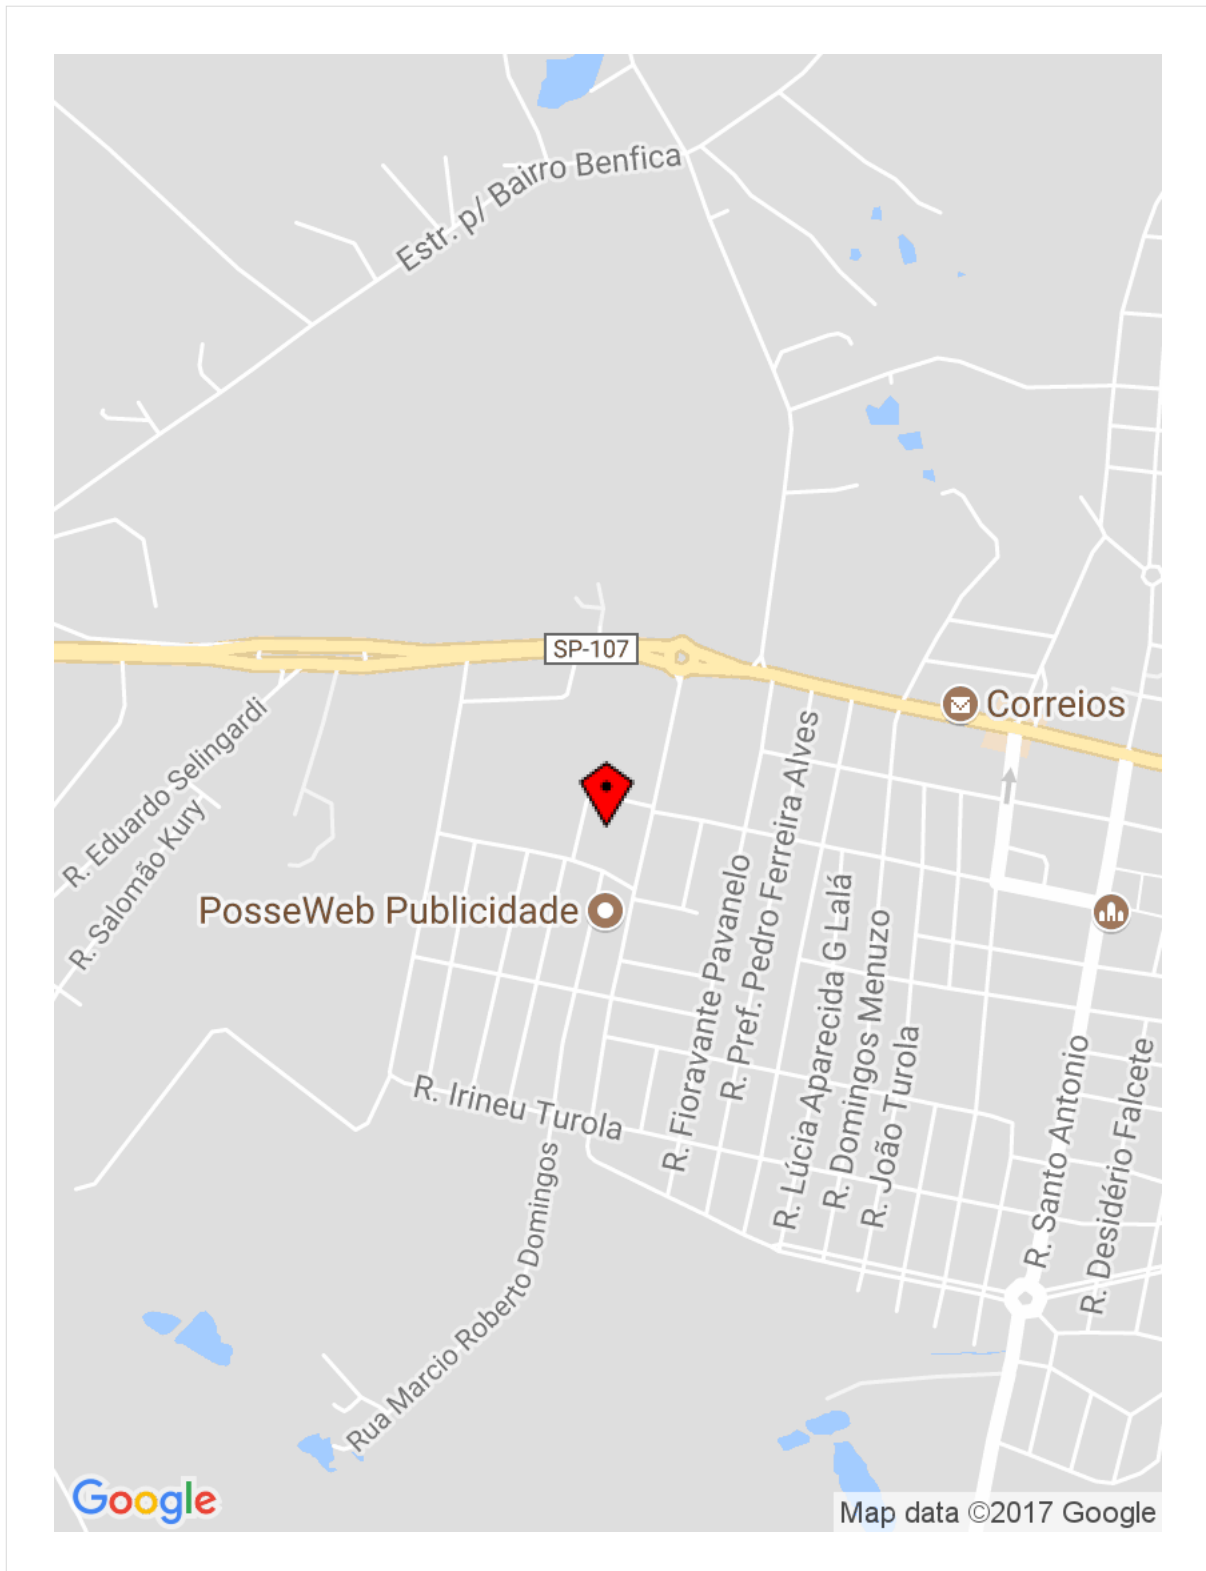 Estr. p/ Bairro Benfica
SP-107
Correios
R. Eduardo Selingardi
R. Salomão Kury
PosseWeb Publicidade
R. Fioravante Pavanelo
R. Pref. Pedro Ferreira Alves
R. Lúcia Aparecida G Lalá
R. Domingos Menuzo
R. João Turola
R. Irineu Turola
R. Santo Antonio
R. Desidério Falcete
Rua Marcio Roberto Domingos
Google
Map data ©2017 Google